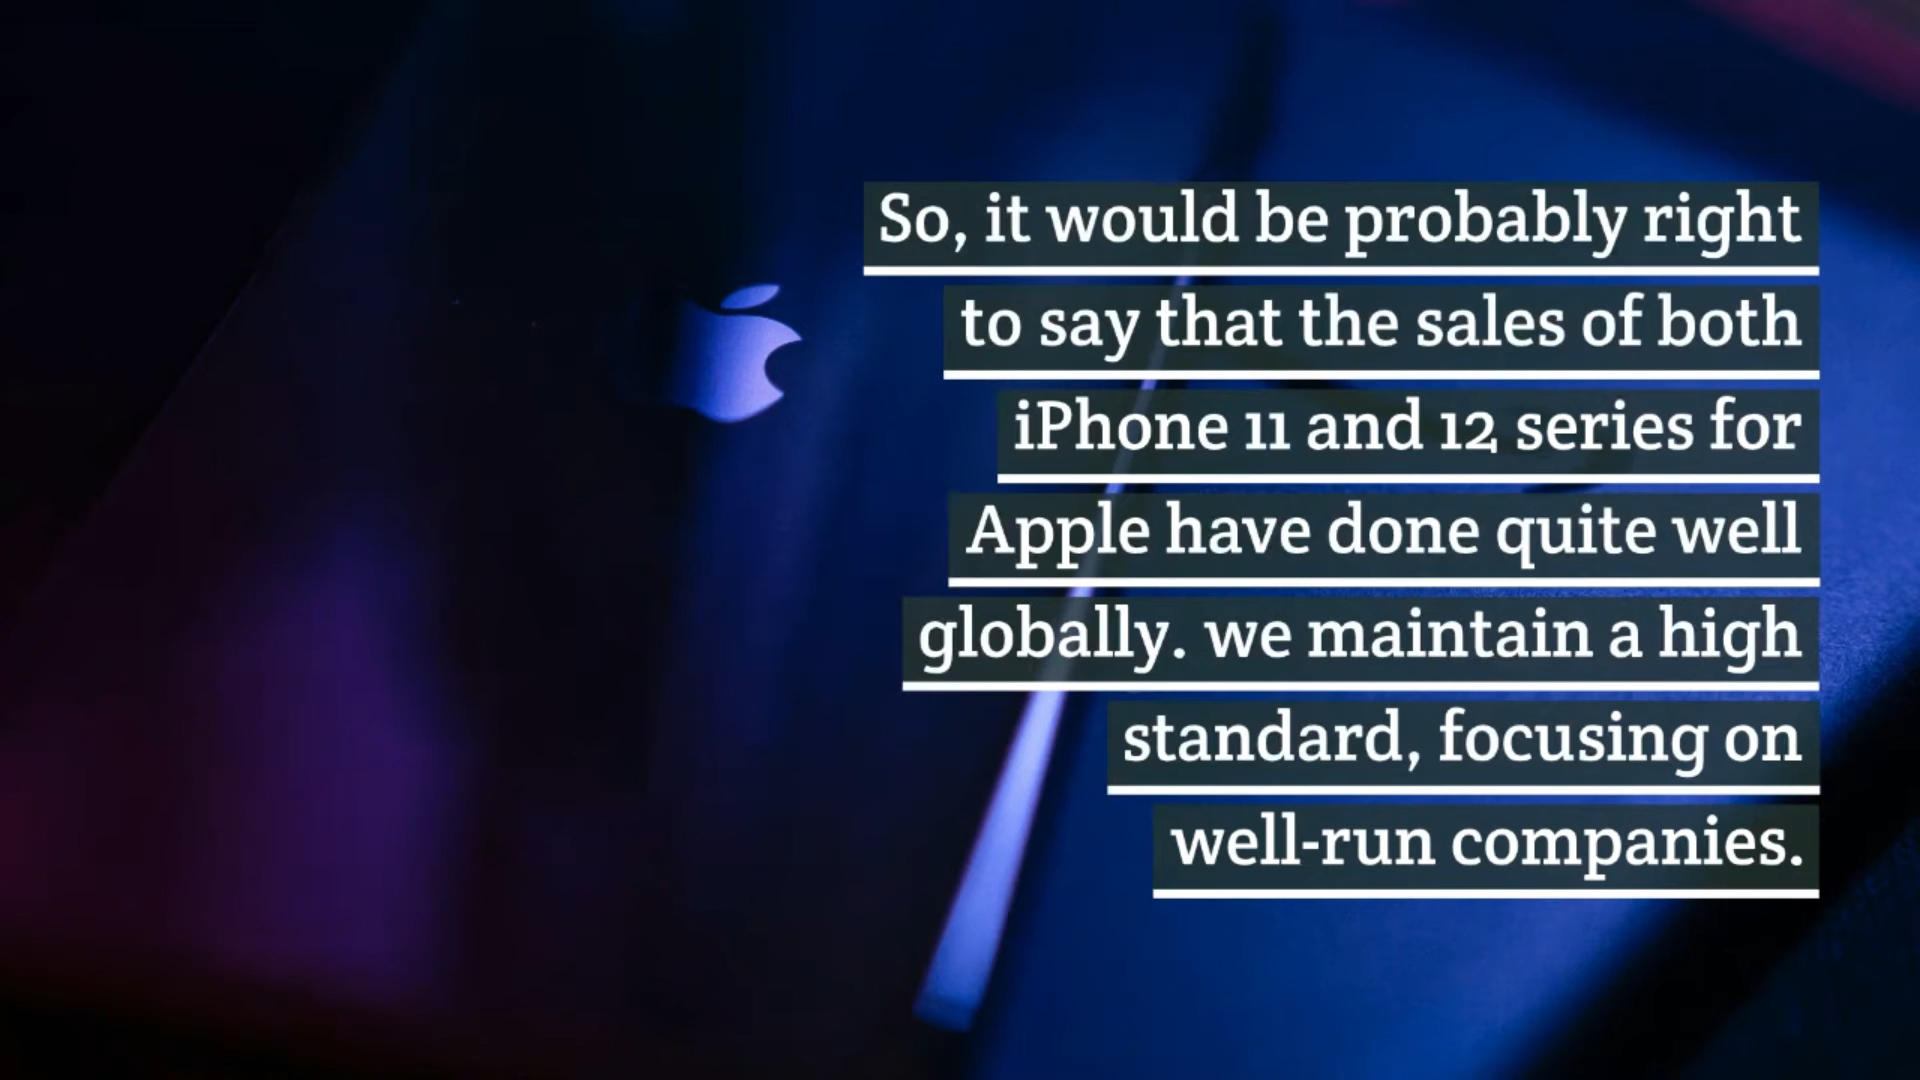 So, it would be probably right
to say that the sales of both
iPhone 11 and 12 series for
Apple have done quite well
globally. we maintain a high
standard, focusing on
well-run companies.